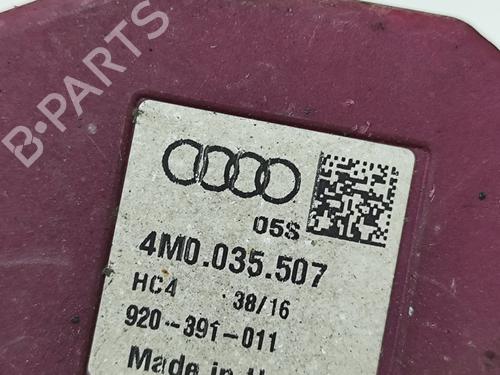 B-PARTS
05S
4M0.035.507
HC4 38/16
920-391-011
Made in